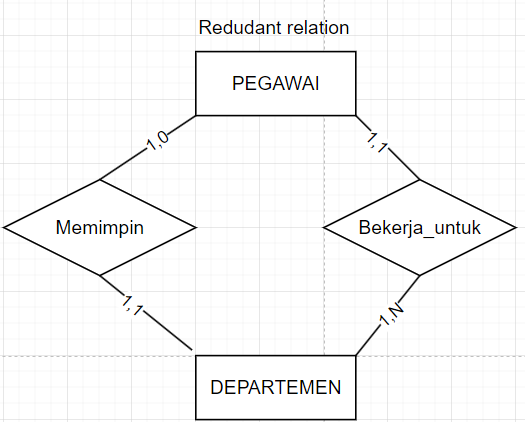 Redudant relation
PEGAWAI
1,0
1,1
Memimpin
Bekerja_untuk
1,1
1,N
DEPARTEMEN